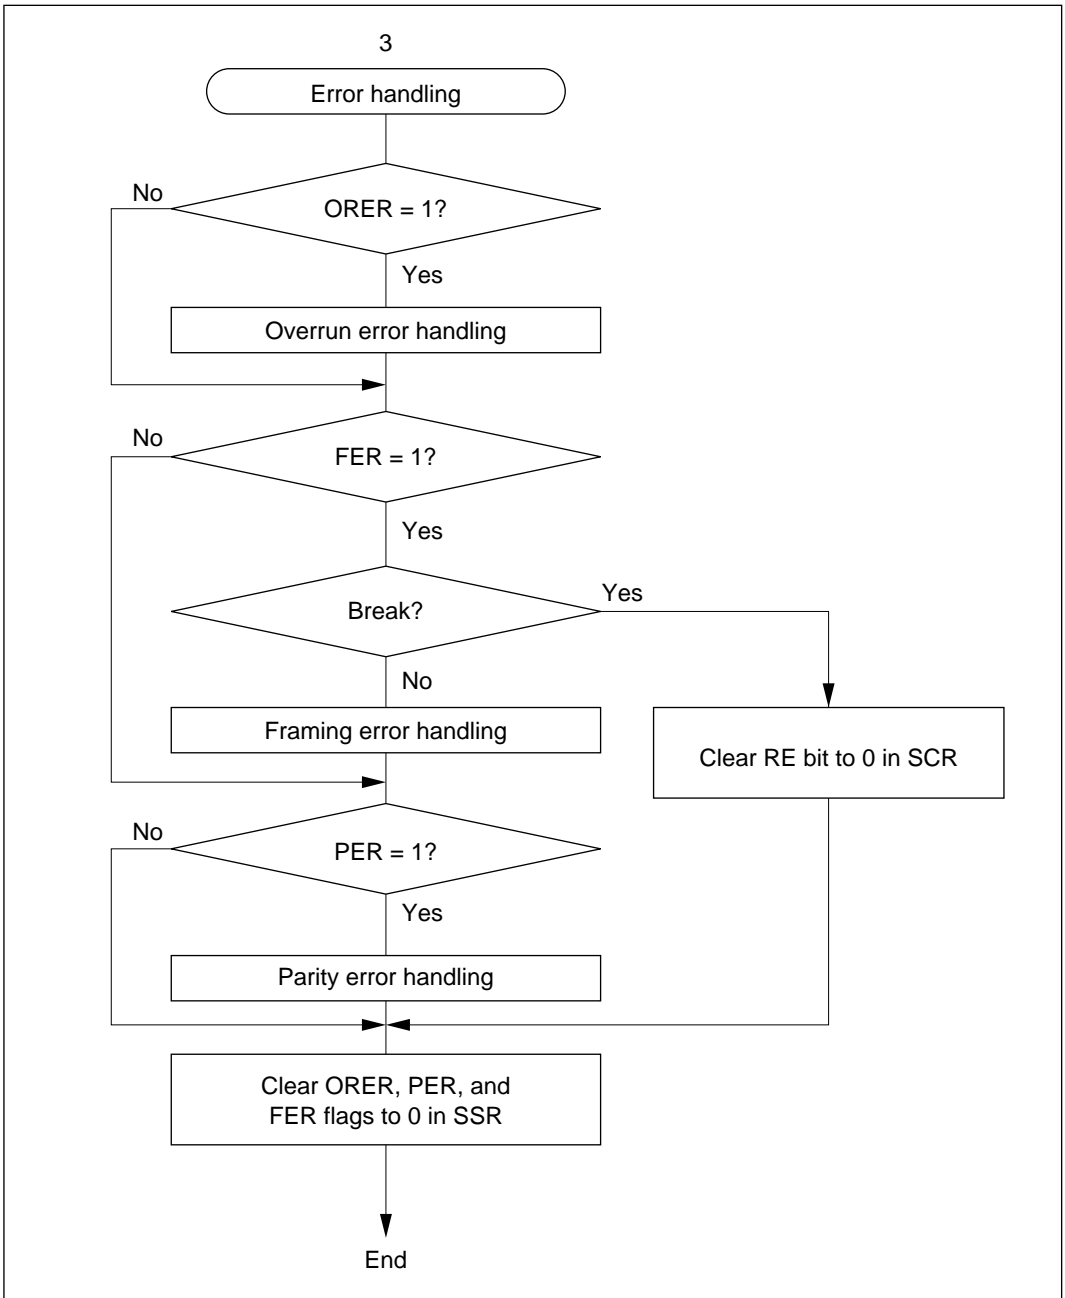 3
Error handling
No
ORER = 1?
Yes
Overrun error handling
No
FER = 1?
Yes
Break?
Yes
No
Framing error handling
Clear RE bit to 0 in SCR
No
PER = 1?
Yes
Parity error handling
Clear ORER, PER, and
FER flags to 0 in SSR
End